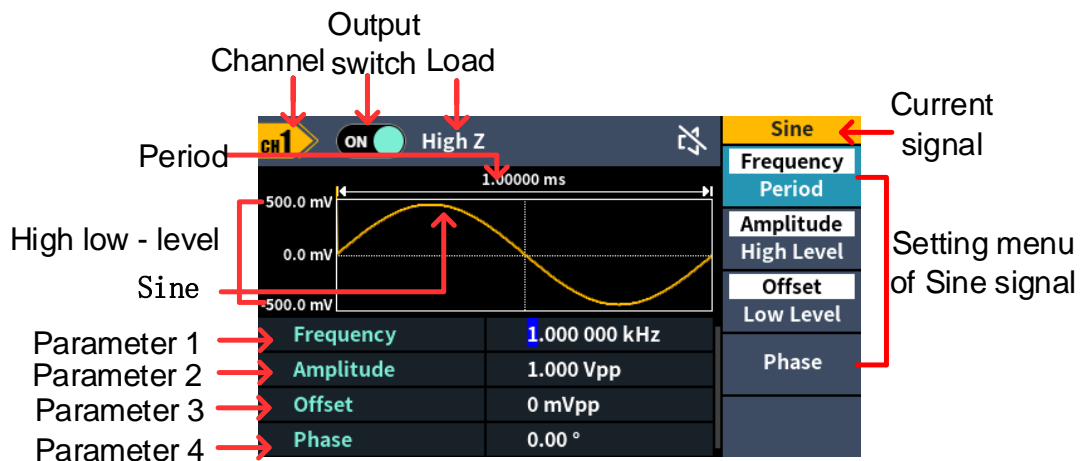 Output
Channel switch Load
Current
signal
CH1 ON High Z
Sine
Period
1.00000 ms
Frequency
Period
500.0 mV
Amplitude
High Level
High low - level
0.0 mV
Setting menu
of Sine signal
Sine
Offset
Low Level
-500.0 mV
Parameter 1 Frequency 1.000 000 kHz
Phase
Parameter 2 Amplitude 1.000 Vpp
Parameter 3 Offset 0 mVpp
Parameter 4 Phase 0.00 °